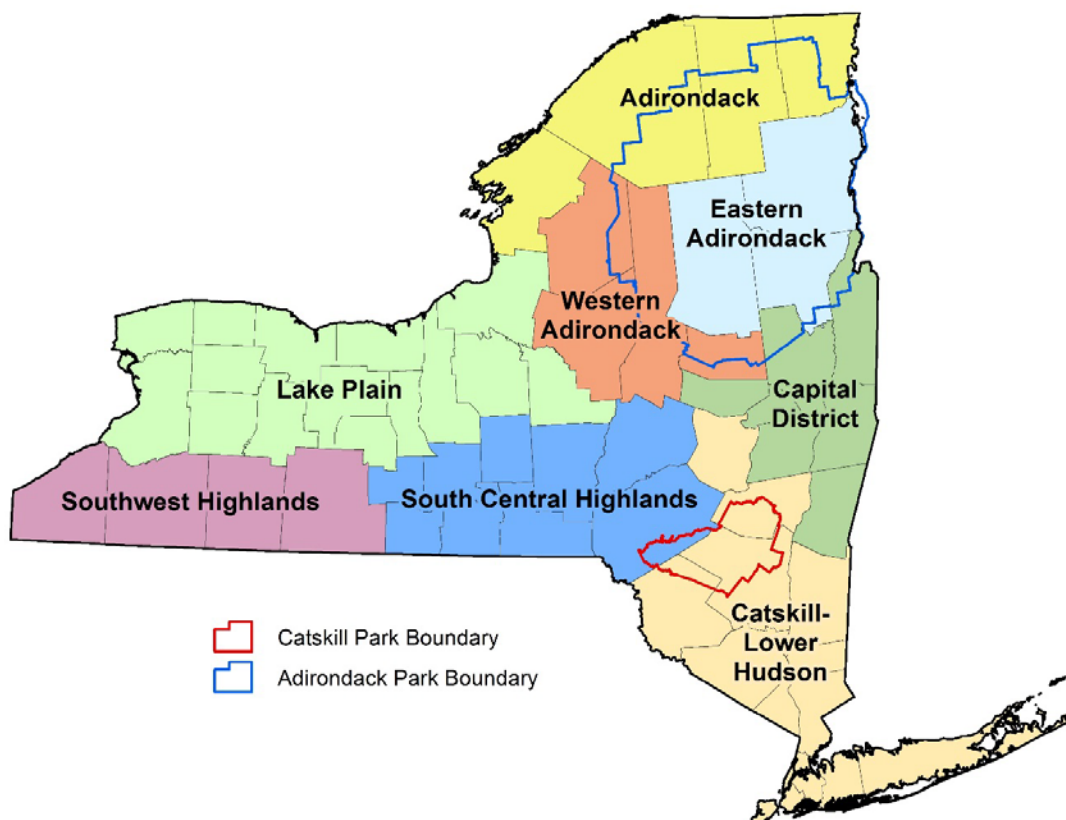 Adirondack
Eastern
Adirondack
Western
Adirondack
Lake Plain
Capital
District
Southwest Highlands
South Central Highlands
Catskill-
Lower
Hudson
Catskill Park Boundary
Adirondack Park Boundary